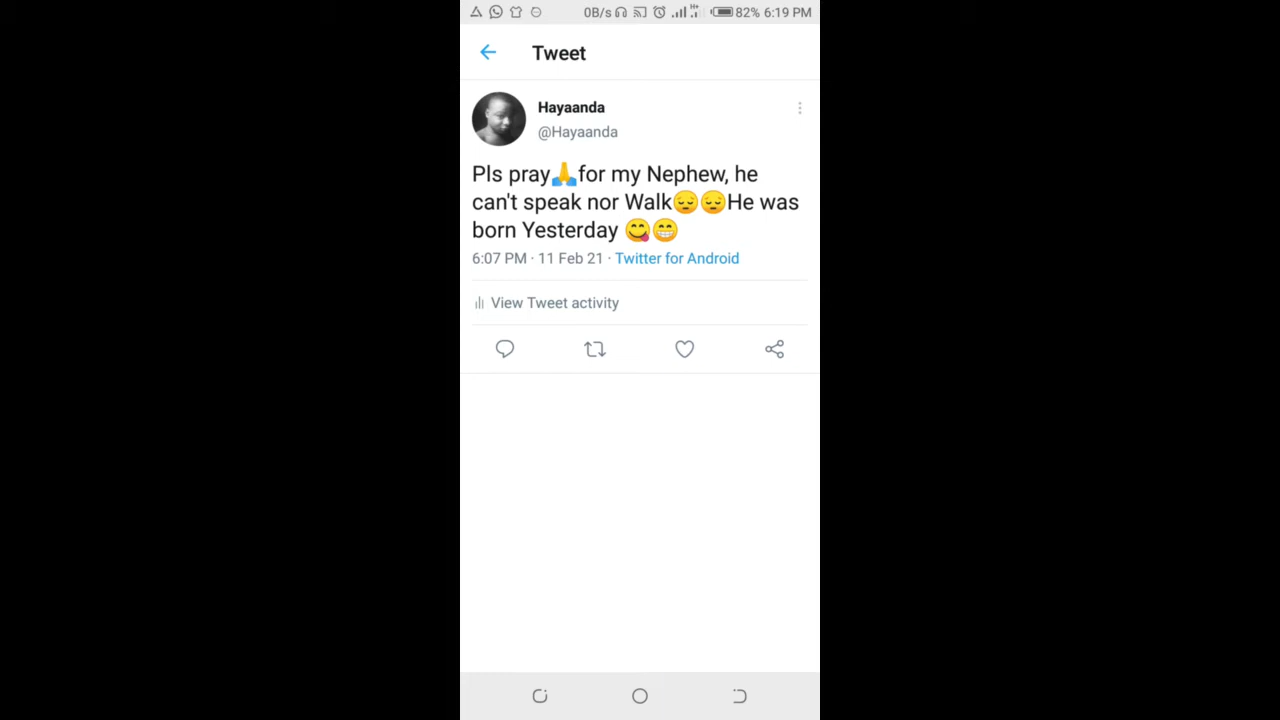 0B/s H+ 82% 6:19 PM
Tweet
Hayaanda
@Hayaanda
Pls pray🙏for my Nephew, he
can't speak nor Walk😔😔He was
born Yesterday 😋😁
6:07 PM · 11 Feb 21 · Twitter for Android
View Tweet activity